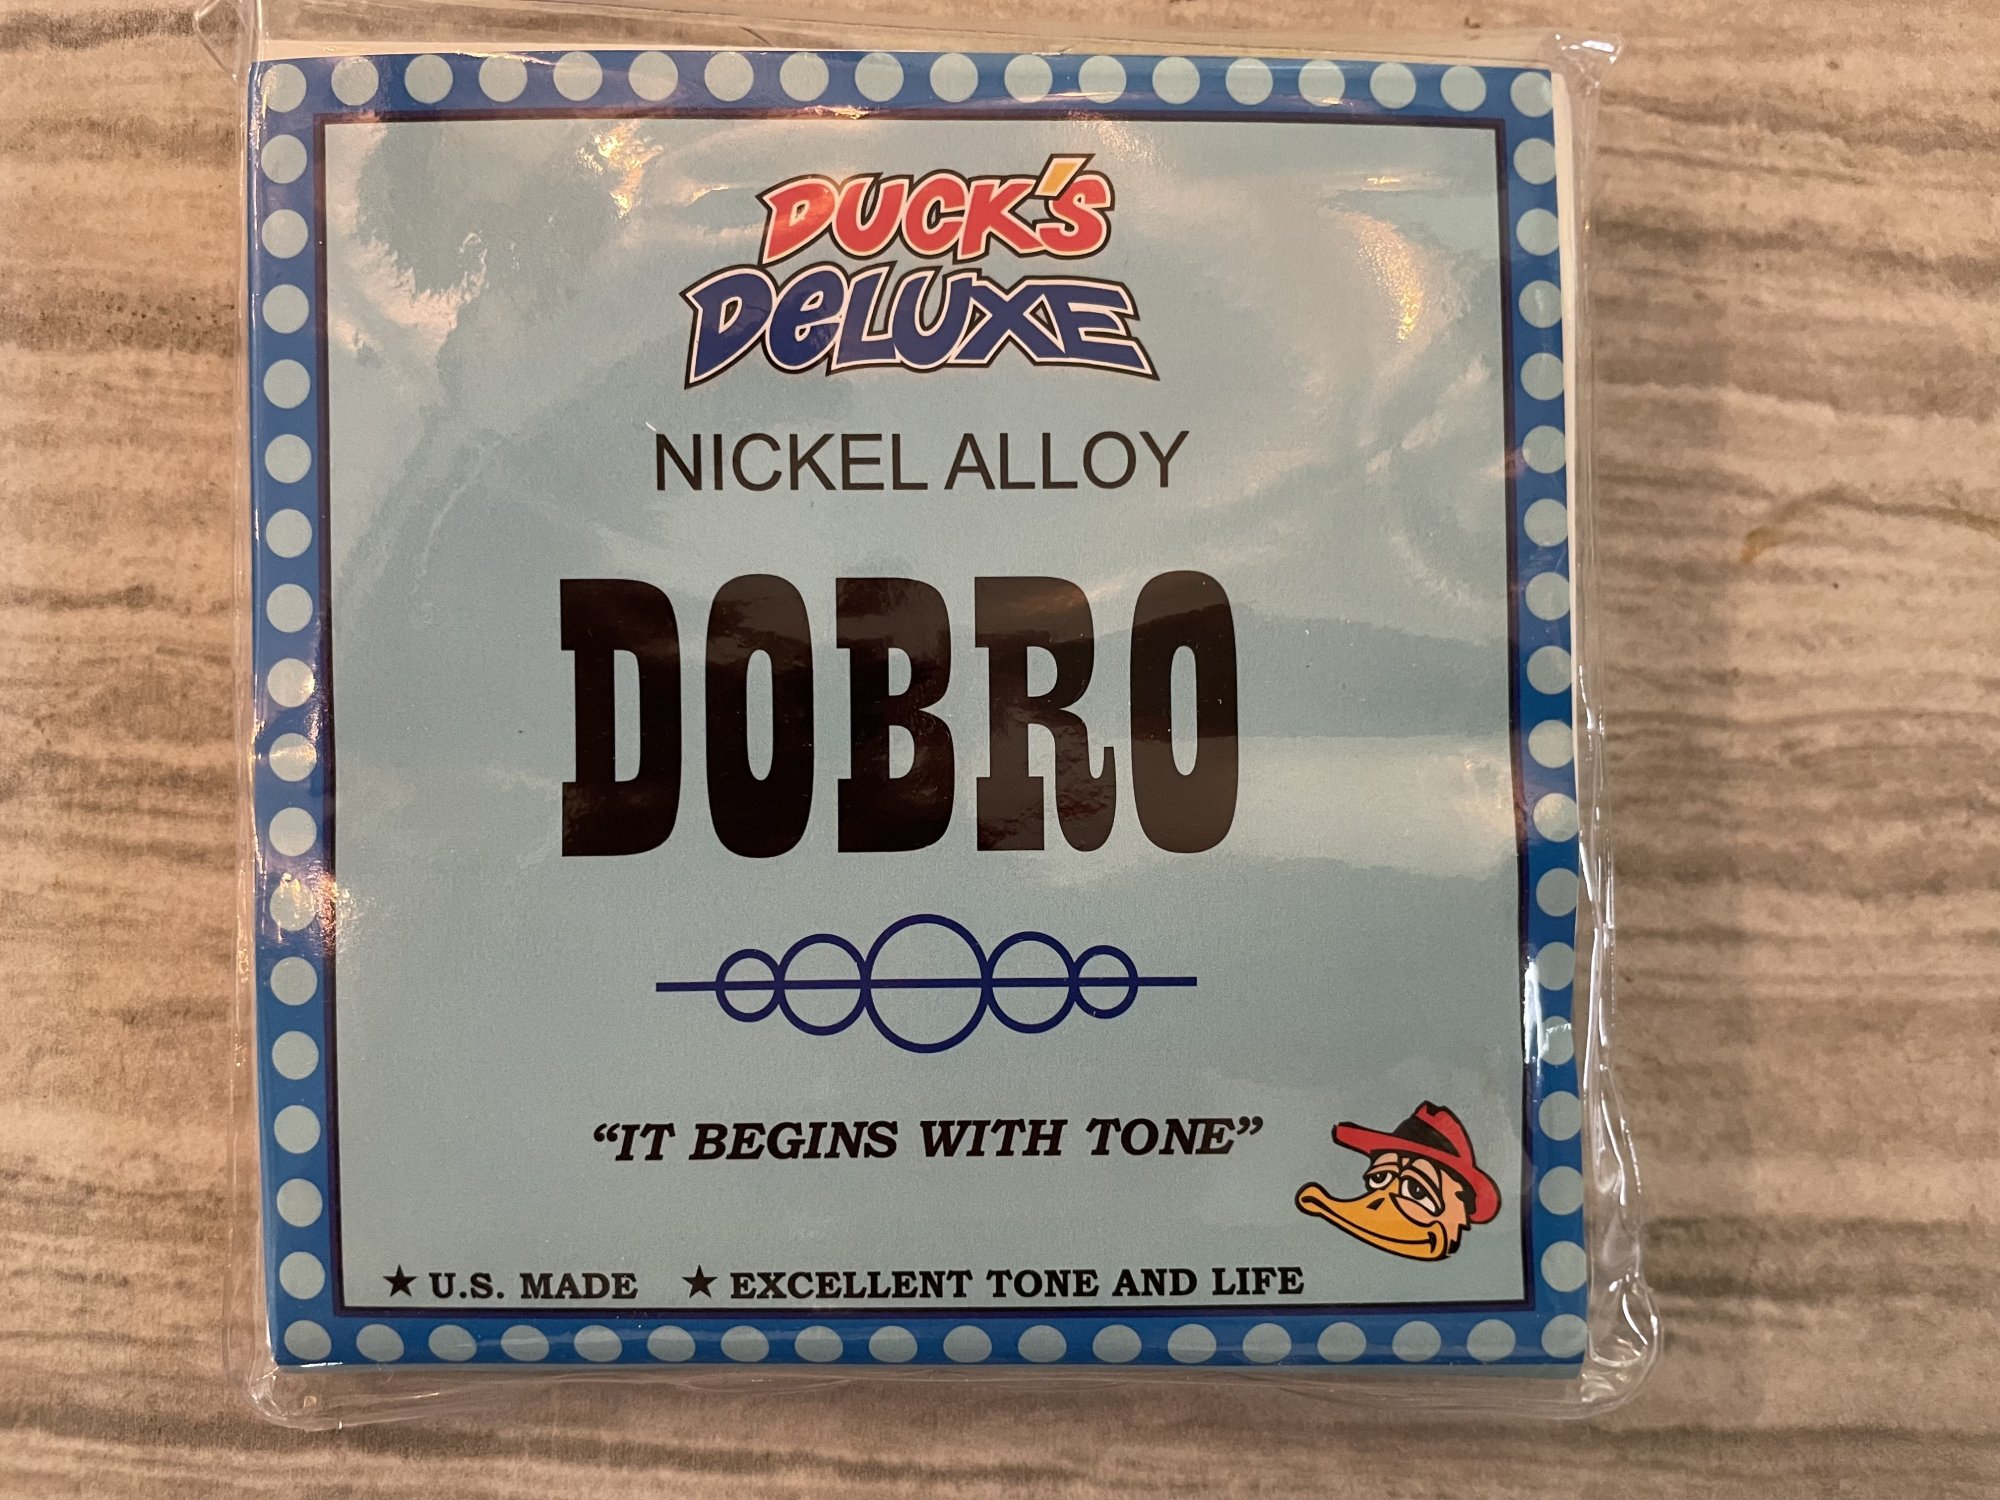 DUCK'S
DELUXE
NICKEL ALLOY
DOBRO
“IT BEGINS WITH TONE”
★ U.S. MADE ★ EXCELLENT TONE AND LIFE